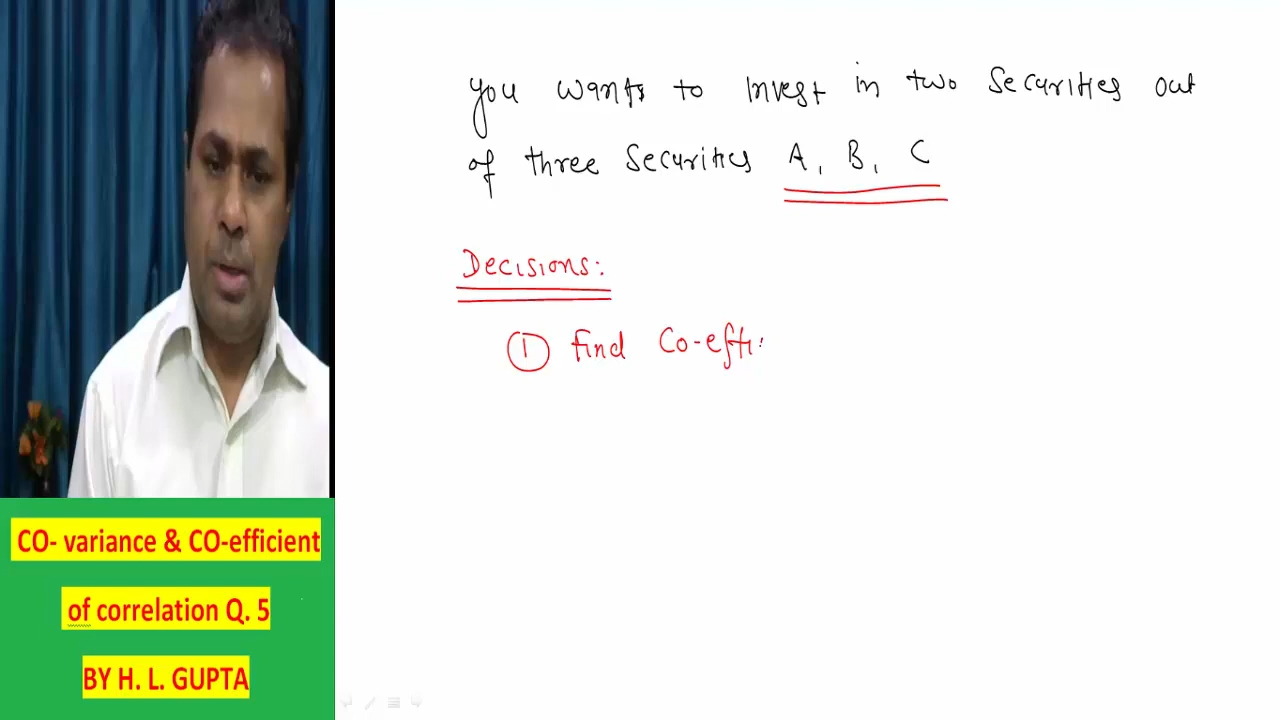 You wants to invest in two Securities out
of three Securities A, B, C
Decisions:
① Find Co-effi
CO- variance & CO-efficient
of correlation Q. 5
BY H. L. GUPTA